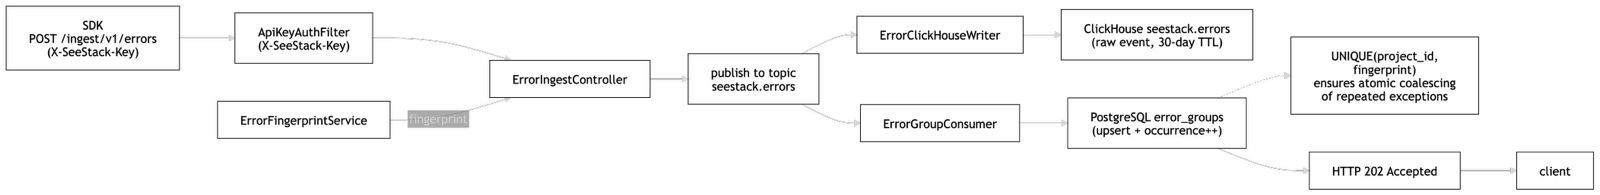 SDK
POST /ingest/v1/errors
(X-SeeStack-Key)
ApiKeyAuthFilter
(X-SeeStack-Key)
ErrorFingerprintService
fingerprint
ErrorIngestController
publish to topic
seestack.errors
ErrorClickHouseWriter
ClickHouse seestack.errors
(raw event, 30-day TTL)
ErrorGroupConsumer
PostgreSQL error_groups
(upsert + occurrence++)
UNIQUE(project_id,
fingerprint)
ensures atomic coalescing
of repeated exceptions
HTTP 202 Accepted
client